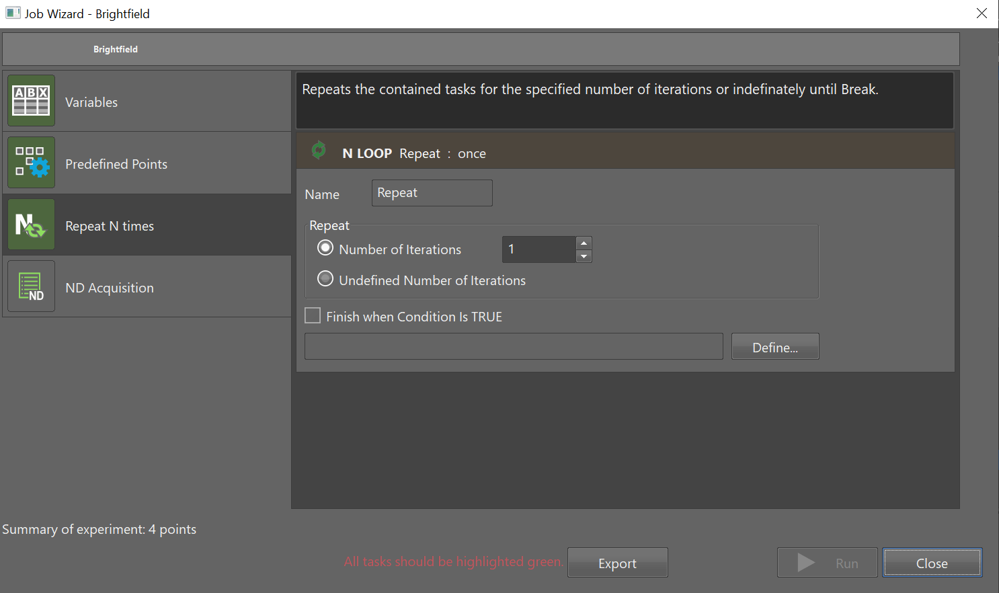 Job Wizard - Brightfield
Brightfield
ABX
Variables
Predefined Points
N
Repeat N times
ND
ND Acquisition
Repeats the contained tasks for the specified number of iterations or indefinately until Break.
N LOOP Repeat : once
Name Repeat
Repeat
Number of Iterations 1
Undefined Number of Iterations
Finish when Condition Is TRUE
Define...
Summary of experiment: 4 points
All tasks should be highlighted green. Export Run Close